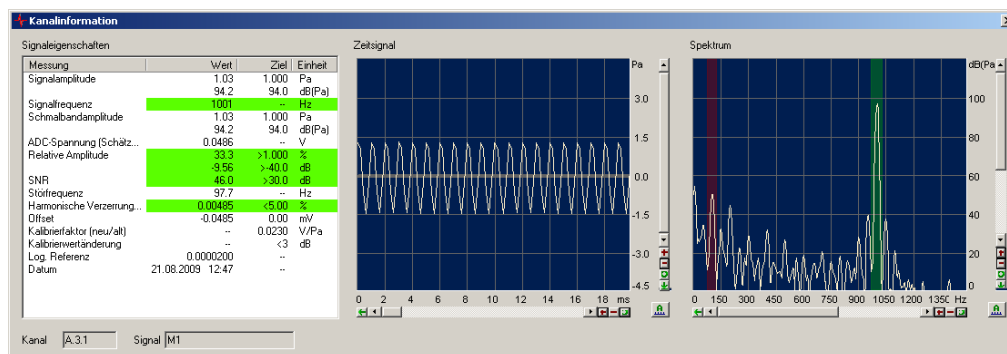 Kanalinformation
Signaleigenschaften
Messung Wert Ziel Einheit
Signalamplitude 1.03 1.000 Pa
94.2 94.0 dB(Pa)
Signalfrequenz 1001 -- Hz
Schmalbandamplitude 1.03 1.000 Pa
94.2 94.0 dB(Pa)
ADC-Spannung (Schätz... 0.0486 -- V
Relative Amplitude 33.3 >1.000 %
-9.56 >-40.0 dB
SNR 46.0 >30.0 dB
Störfrequenz 97.7 -- Hz
Harmonische Verzerrung... 0.00485 <5.00 %
Offset -0.0485 0.00 mV
Kalibrierfaktor (neu/alt) -- 0.0230 V/Pa
Kalibrierwertänderung -- <3 dB
Log. Referenz 0.0000200 --
Datum 21.08.2009 12:47 --
Zeitsignal
Pa
3.0
1.5
0.0
-1.5
-3.0
-4.5
0 2 4 6 8 10 12 14 16 18 ms
Spektrum
dB(Pa
100
80
60
40
20
0
0 150 300 450 600 750 900 1050 1200 1350 Hz
Kanal A.3.1 Signal M1